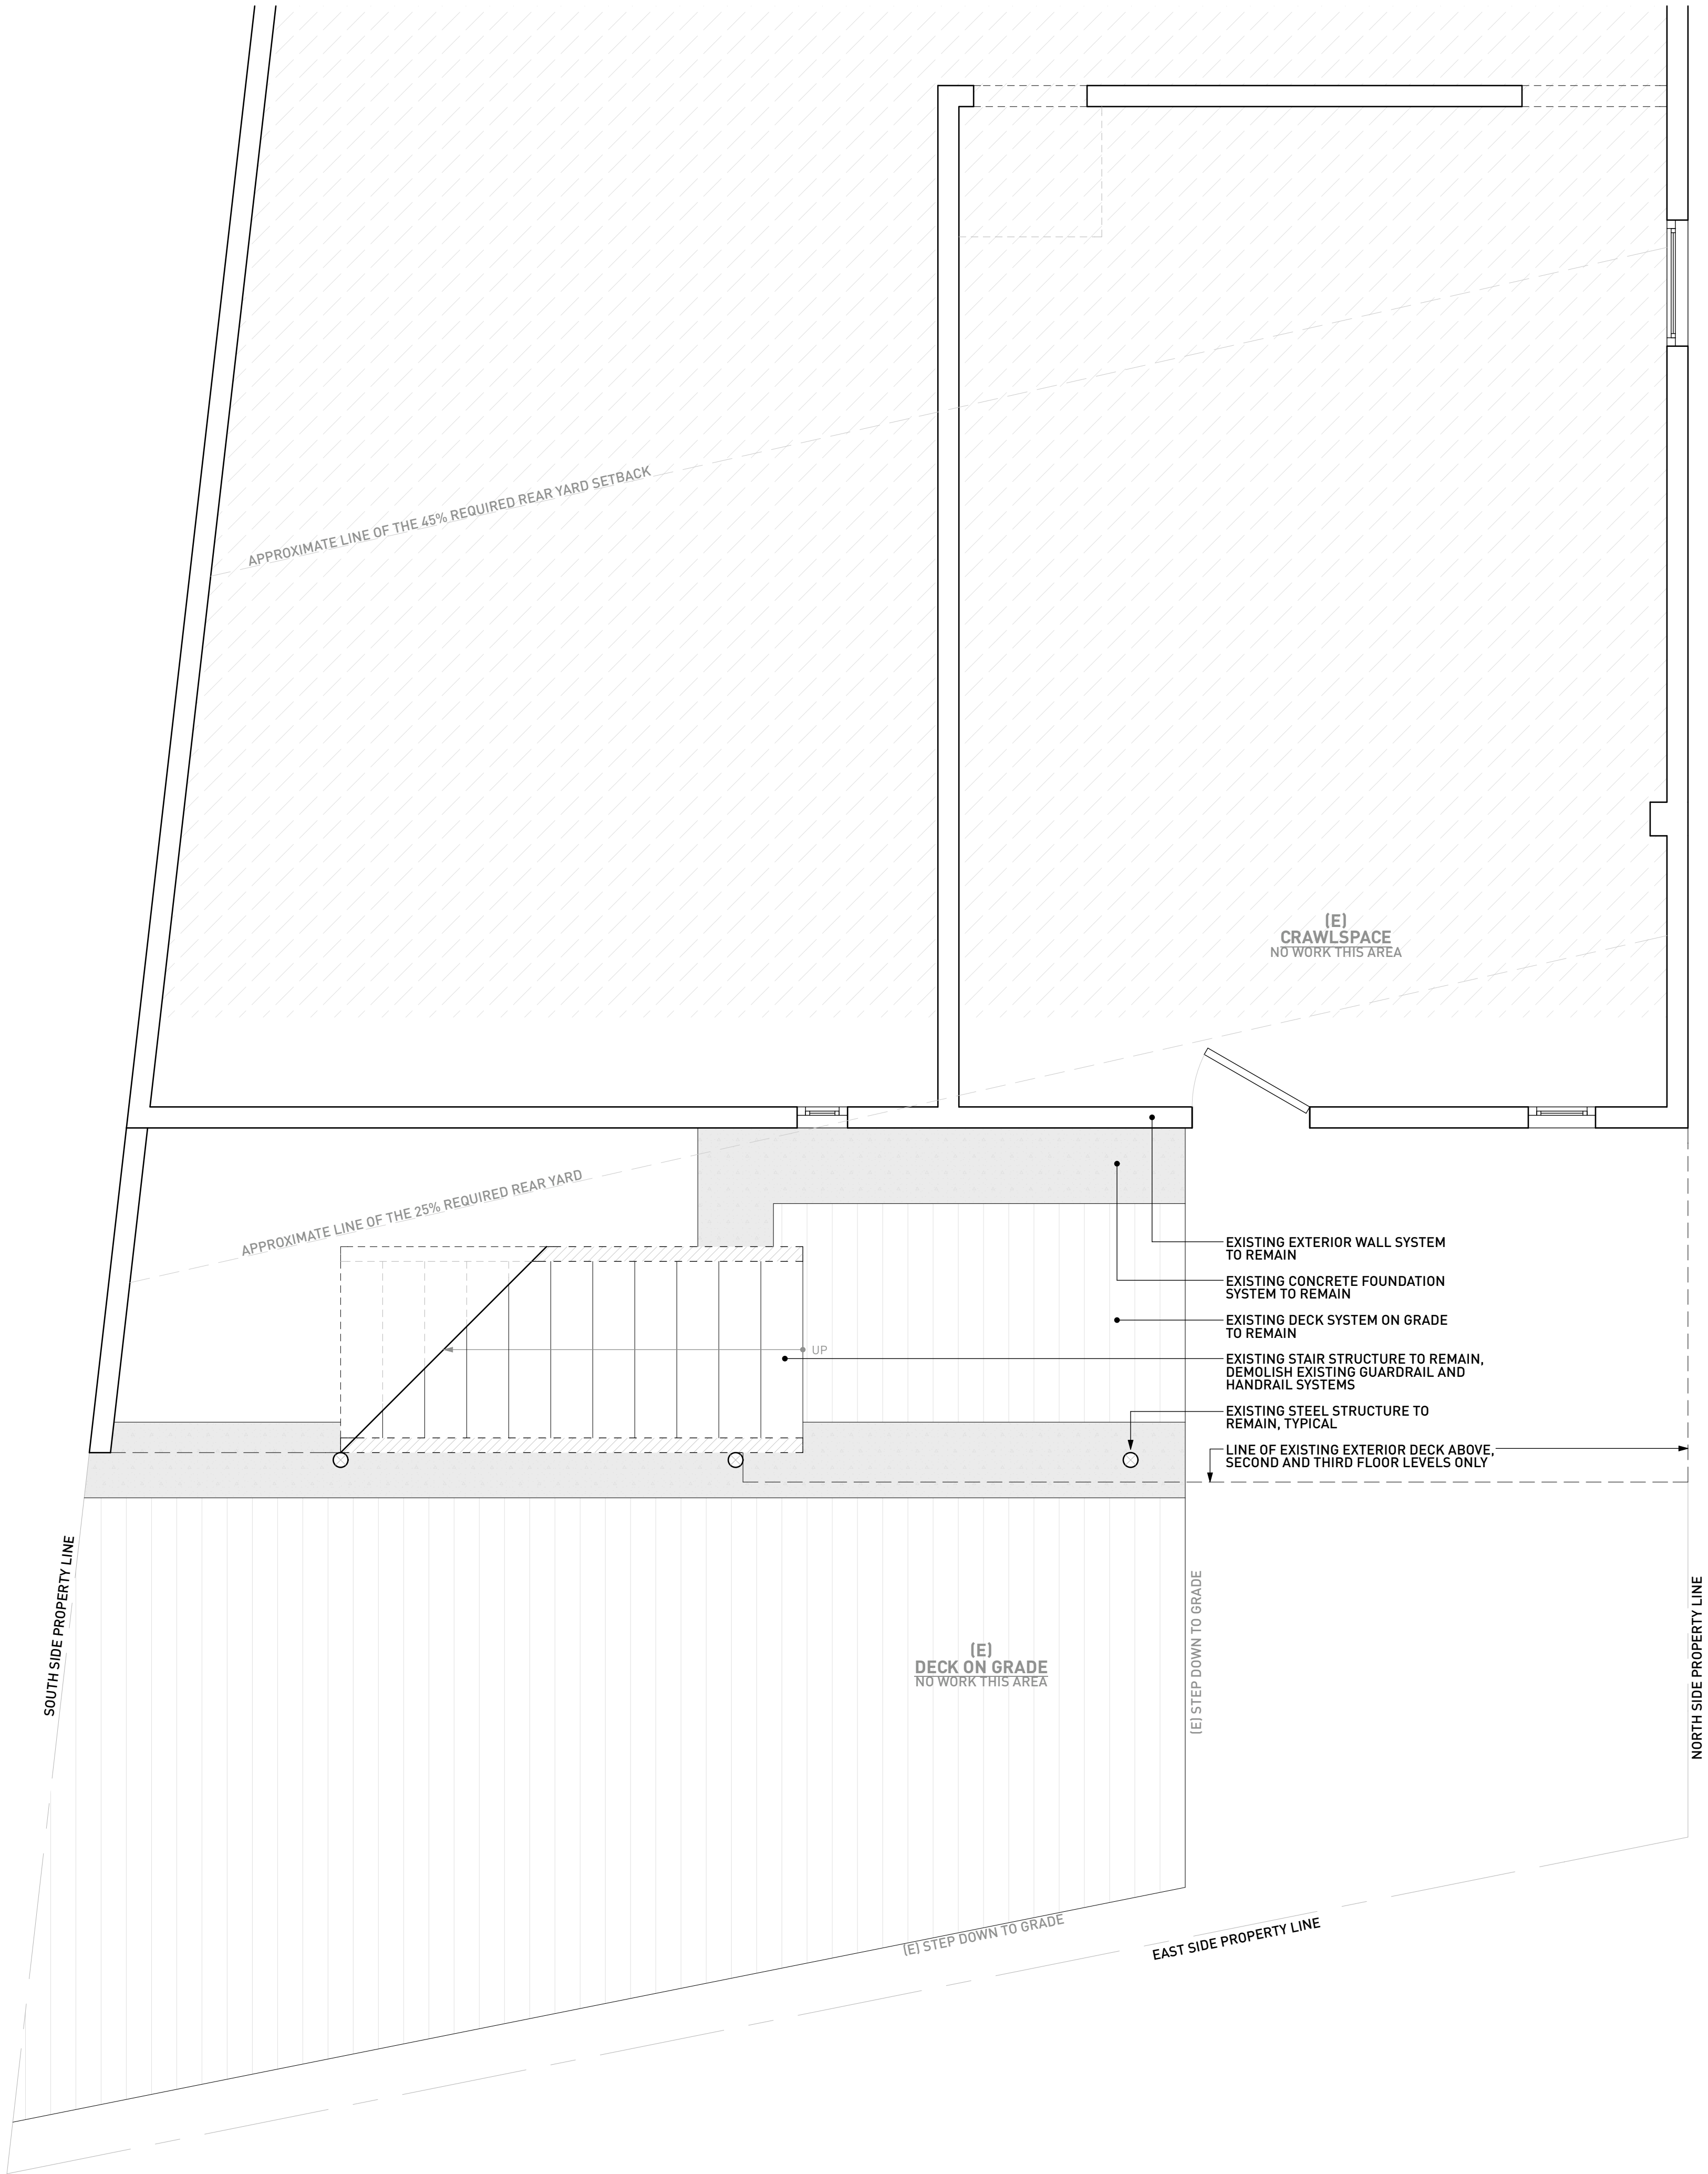 APPROXIMATE LINE OF THE 45% REQUIRED REAR YARD SETBACK
(E)
CRAWLSPACE
NO WORK THIS AREA
APPROXIMATE LINE OF THE 25% REQUIRED REAR YARD
EXISTING EXTERIOR WALL SYSTEM
TO REMAIN
EXISTING CONCRETE FOUNDATION
SYSTEM TO REMAIN
EXISTING DECK SYSTEM ON GRADE
TO REMAIN
UP
EXISTING STAIR STRUCTURE TO REMAIN,
DEMOLISH EXISTING GUARDRAIL AND
HANDRAIL SYSTEMS
EXISTING STEEL STRUCTURE TO
REMAIN, TYPICAL
LINE OF EXISTING EXTERIOR DECK ABOVE,
SECOND AND THIRD FLOOR LEVELS ONLY
SOUTH SIDE PROPERTY LINE
(E)
DECK ON GRADE
NO WORK THIS AREA
(E) STEP DOWN TO GRADE
NORTH SIDE PROPERTY LINE
(E) STEP DOWN TO GRADE
EAST SIDE PROPERTY LINE